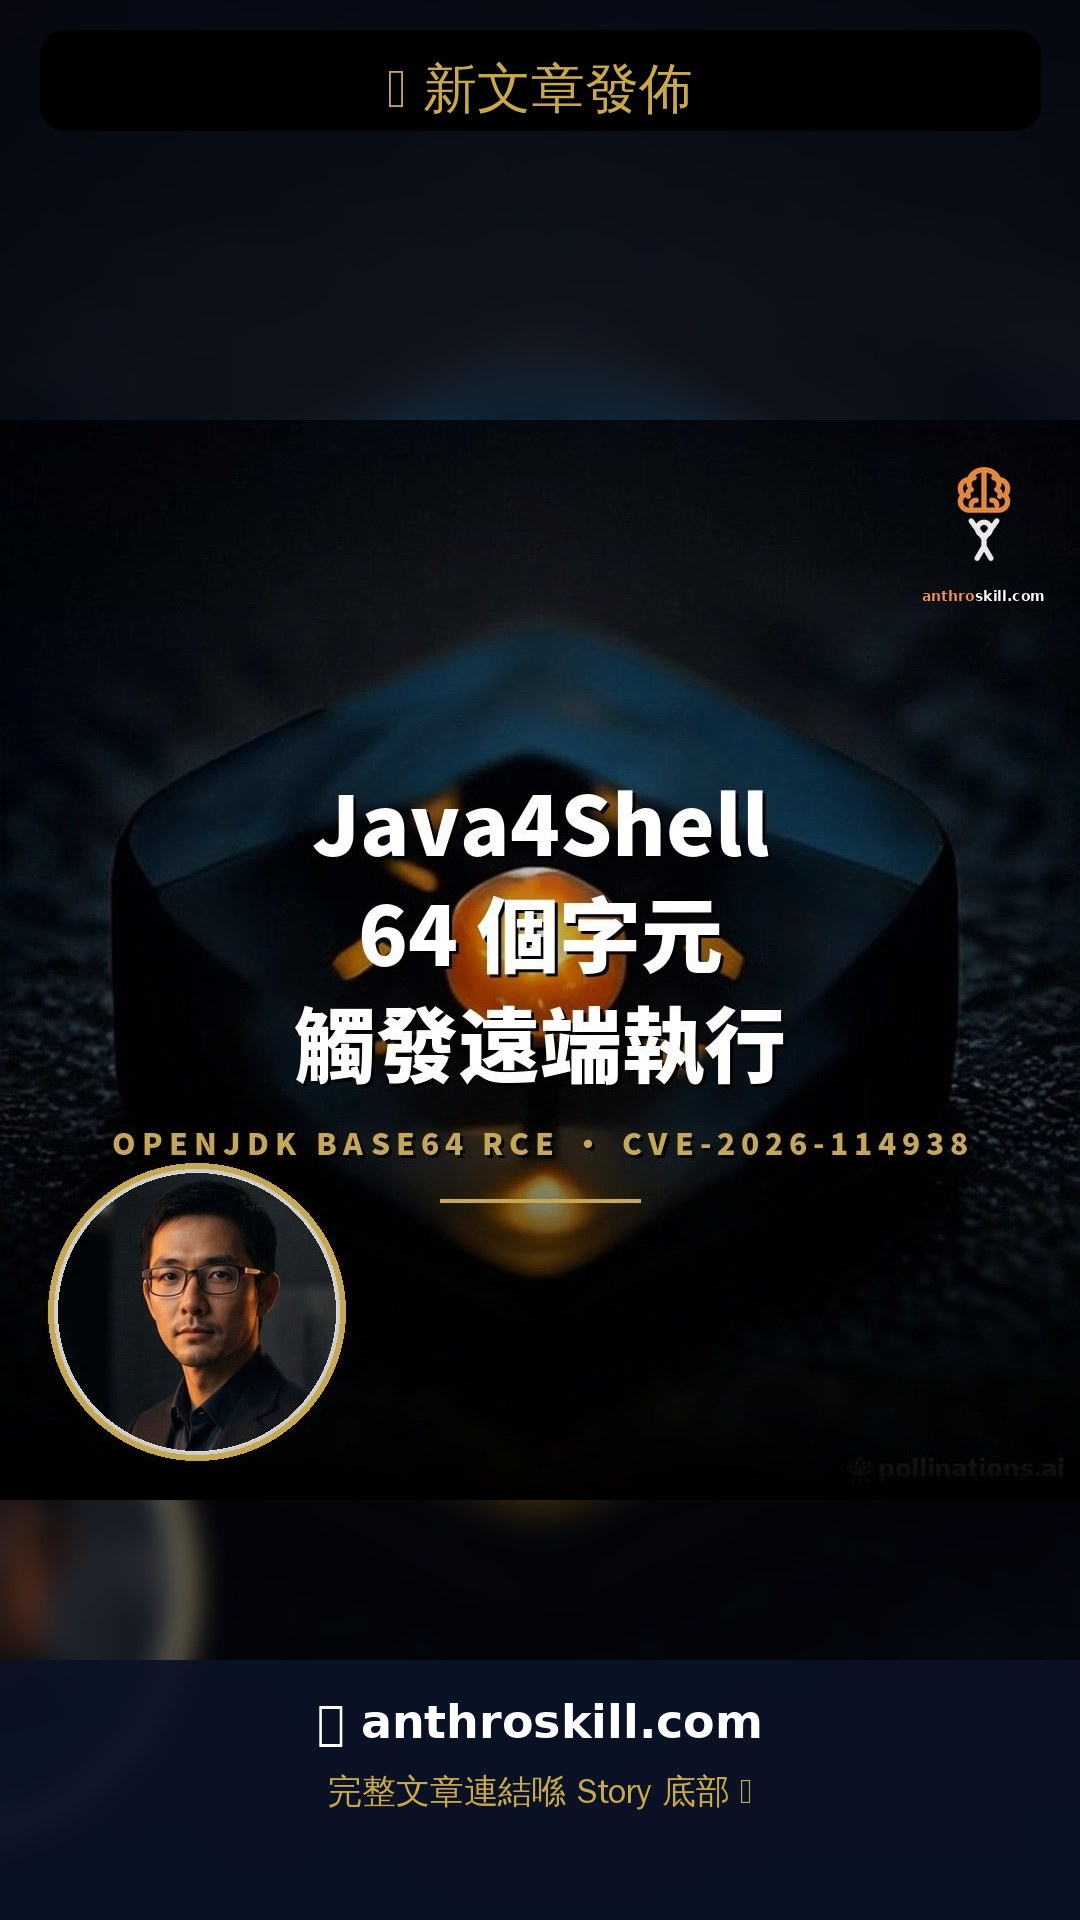 新文章發佈
anthroskill.com
Java4Shell
64 個字元
觸發遠端執行
OPENJDK BASE64 RCE • CVE-2026-114938
pollinations.ai
anthroskill.com
完整文章連結喺 Story 底部